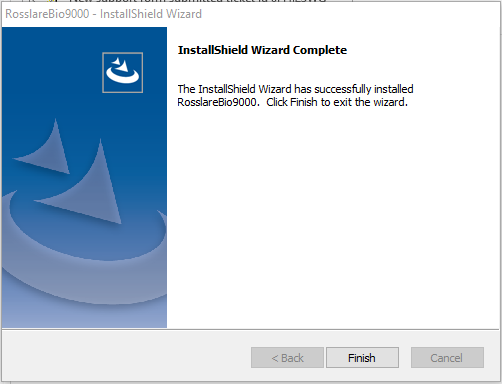 RosslareBio9000 - InstallShield Wizard
InstallShield Wizard Complete
The InstallShield Wizard has successfully installed
RosslareBio9000. Click Finish to exit the wizard.
< Back
Finish
Cancel